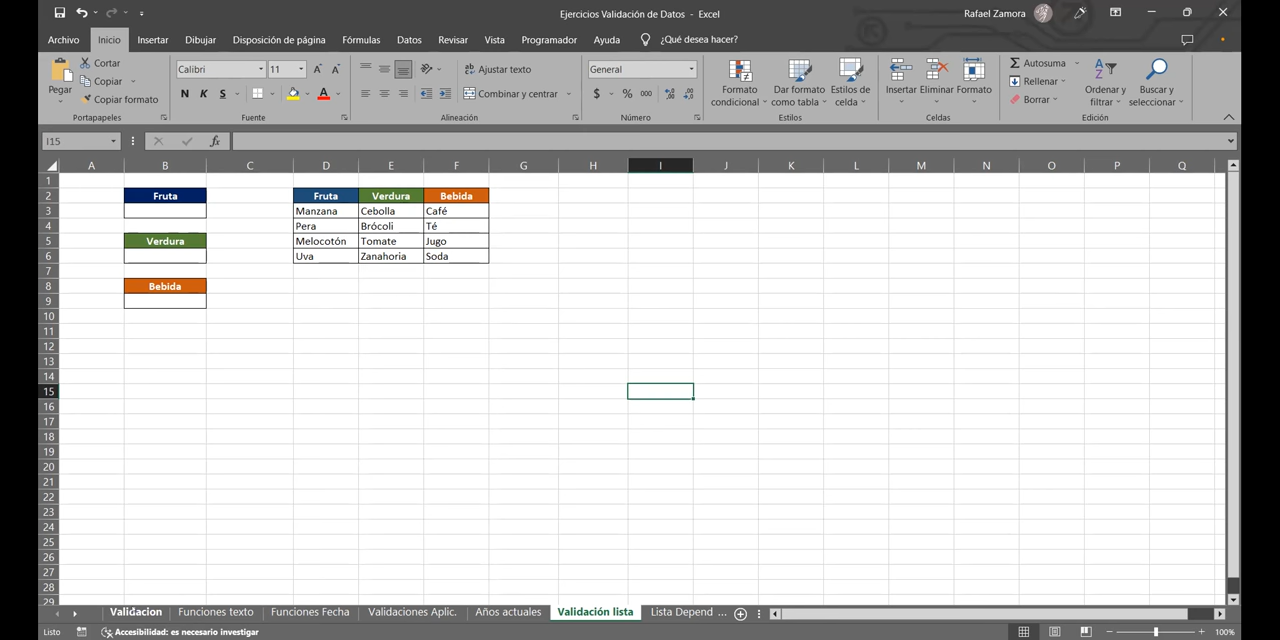 Ejercicios Validación de Datos - Excel
Rafael Zamora
Archivo Inicio Insertar Dibujar Disposición de página Fórmulas Datos Revisar Vista Programador Ayuda ¿Qué desea hacer?
Pegar
Cortar
Copiar
Copiar formato
Portapapeles
Calibri 11
N K S
Fuente
Ajustar texto
Combinar y centrar
Alineación
General
$ % 000
Número
Formato condicional
Dar formato como tabla
Estilos de celda
Estilos
Insertar Eliminar Formato
Celdas
Autosuma
Rellenar
Borrar
Ordenar y filtrar
Buscar y seleccionar
Edición
I15 fx
A B C D E F G H I J K L M N O P Q
1
2 Fruta Fruta Verdura Bebida
3 Manzana Cebolla Café
4 Pera Brócoli Té
5 Verdura Melocotón Tomate Jugo
6 Uva Zanahoria Soda
7
8 Bebida
9
10
11
12
13
14
15
16
17
18
19
20
21
22
23
24
25
26
27
28
29
Validacion Funciones texto Funciones Fecha Validaciones Aplic. Años actuales Validación lista Lista Depend ...
Listo Accesibilidad: es necesario investigar 100%